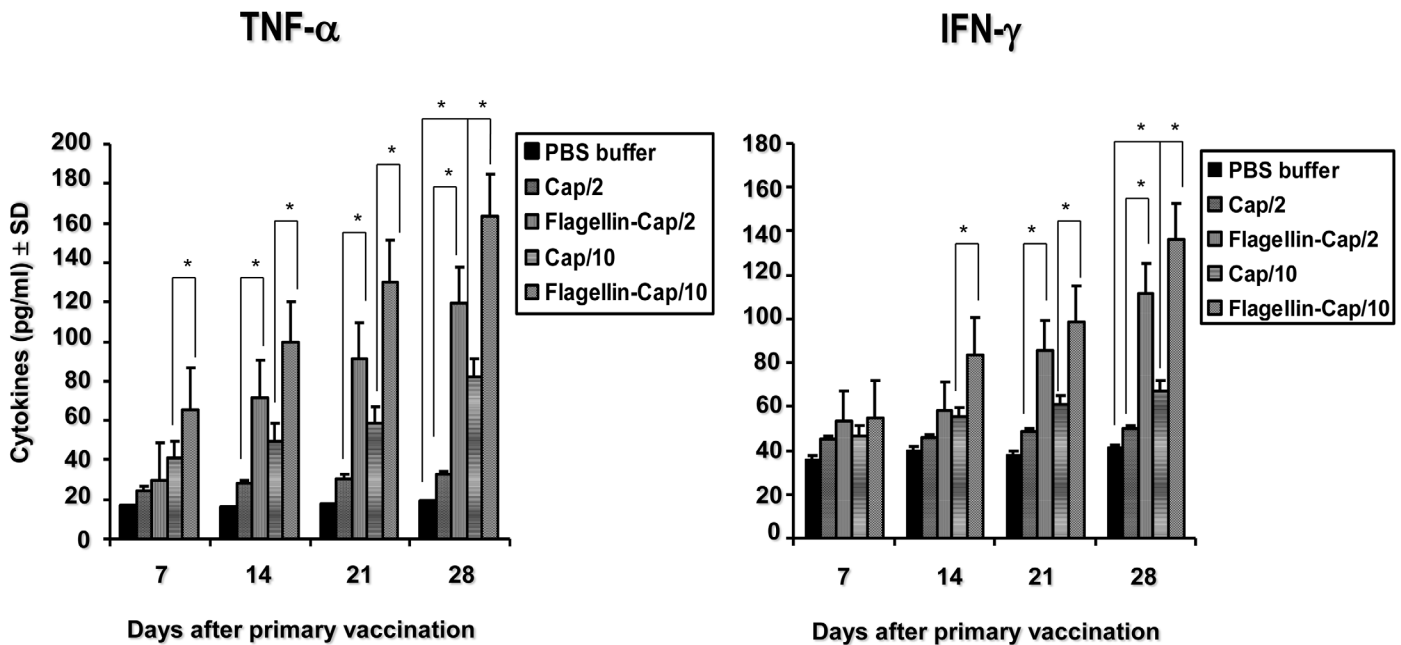 TNF-α
Cytokines (pg/ml) ± SD
200
180
160
140
120
100
80
60
40
20
0
*
*
*
*
*
*
*
*
7
14
21
28
Days after primary vaccination
PBS buffer
Cap/2
Flagellin-Cap/2
Cap/10
Flagellin-Cap/10
IFN-γ
180
160
140
120
100
80
60
40
20
0
*
*
*
*
*
*
7
14
21
28
Days after primary vaccination
PBS buffer
Cap/2
Flagellin-Cap/2
Cap/10
Flagellin-Cap/10